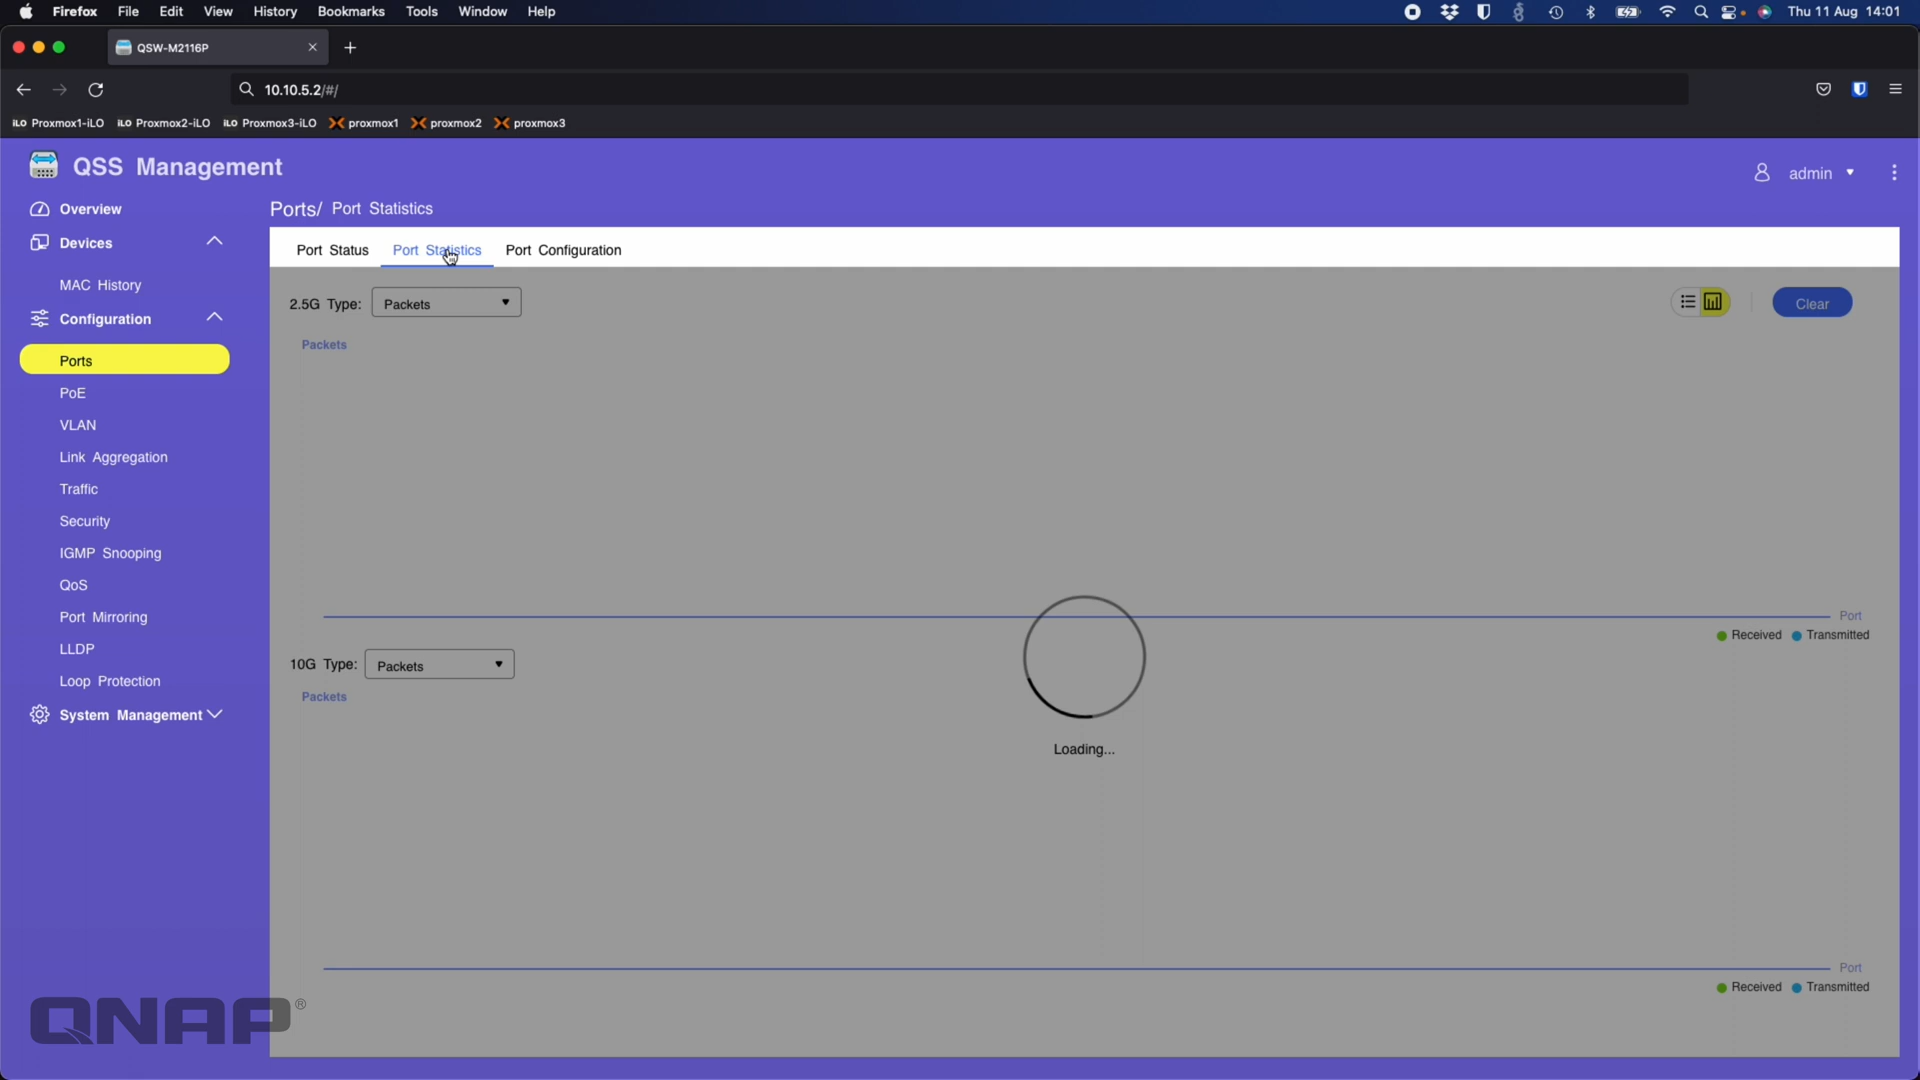 Firefox File Edit View History Bookmarks Tools Window Help Thu 11 Aug 14:01
QSW-M2116P
10.10.5.2/#/
iLO Proxmox1-iLO iLO Proxmox2-iLO iLO Proxmox3-iLO proxmox1 proxmox2 proxmox3
QSS Management
admin
Overview
Ports/ Port Statistics
Devices
Port Status Port Statistics Port Configuration
MAC History
2.5G Type: Packets
Clear
Configuration
Packets
Ports
PoE
VLAN
Link Aggregation
Traffic
Security
IGMP Snooping
QoS
Port Mirroring
Port
Received Transmitted
LLDP
10G Type: Packets
Loop Protection
Packets
System Management
Loading...
Port
Received Transmitted
QNAP®